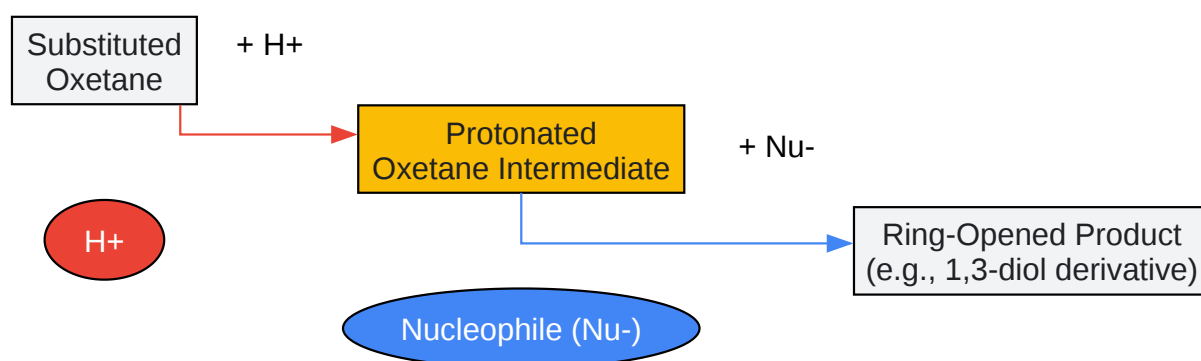 Substituted
Oxetane
+ H+
Protonated
Oxetane Intermediate
+ Nu-
H+
Ring-Opened Product
(e.g., 1,3-diol derivative)
Nucleophile (Nu-)